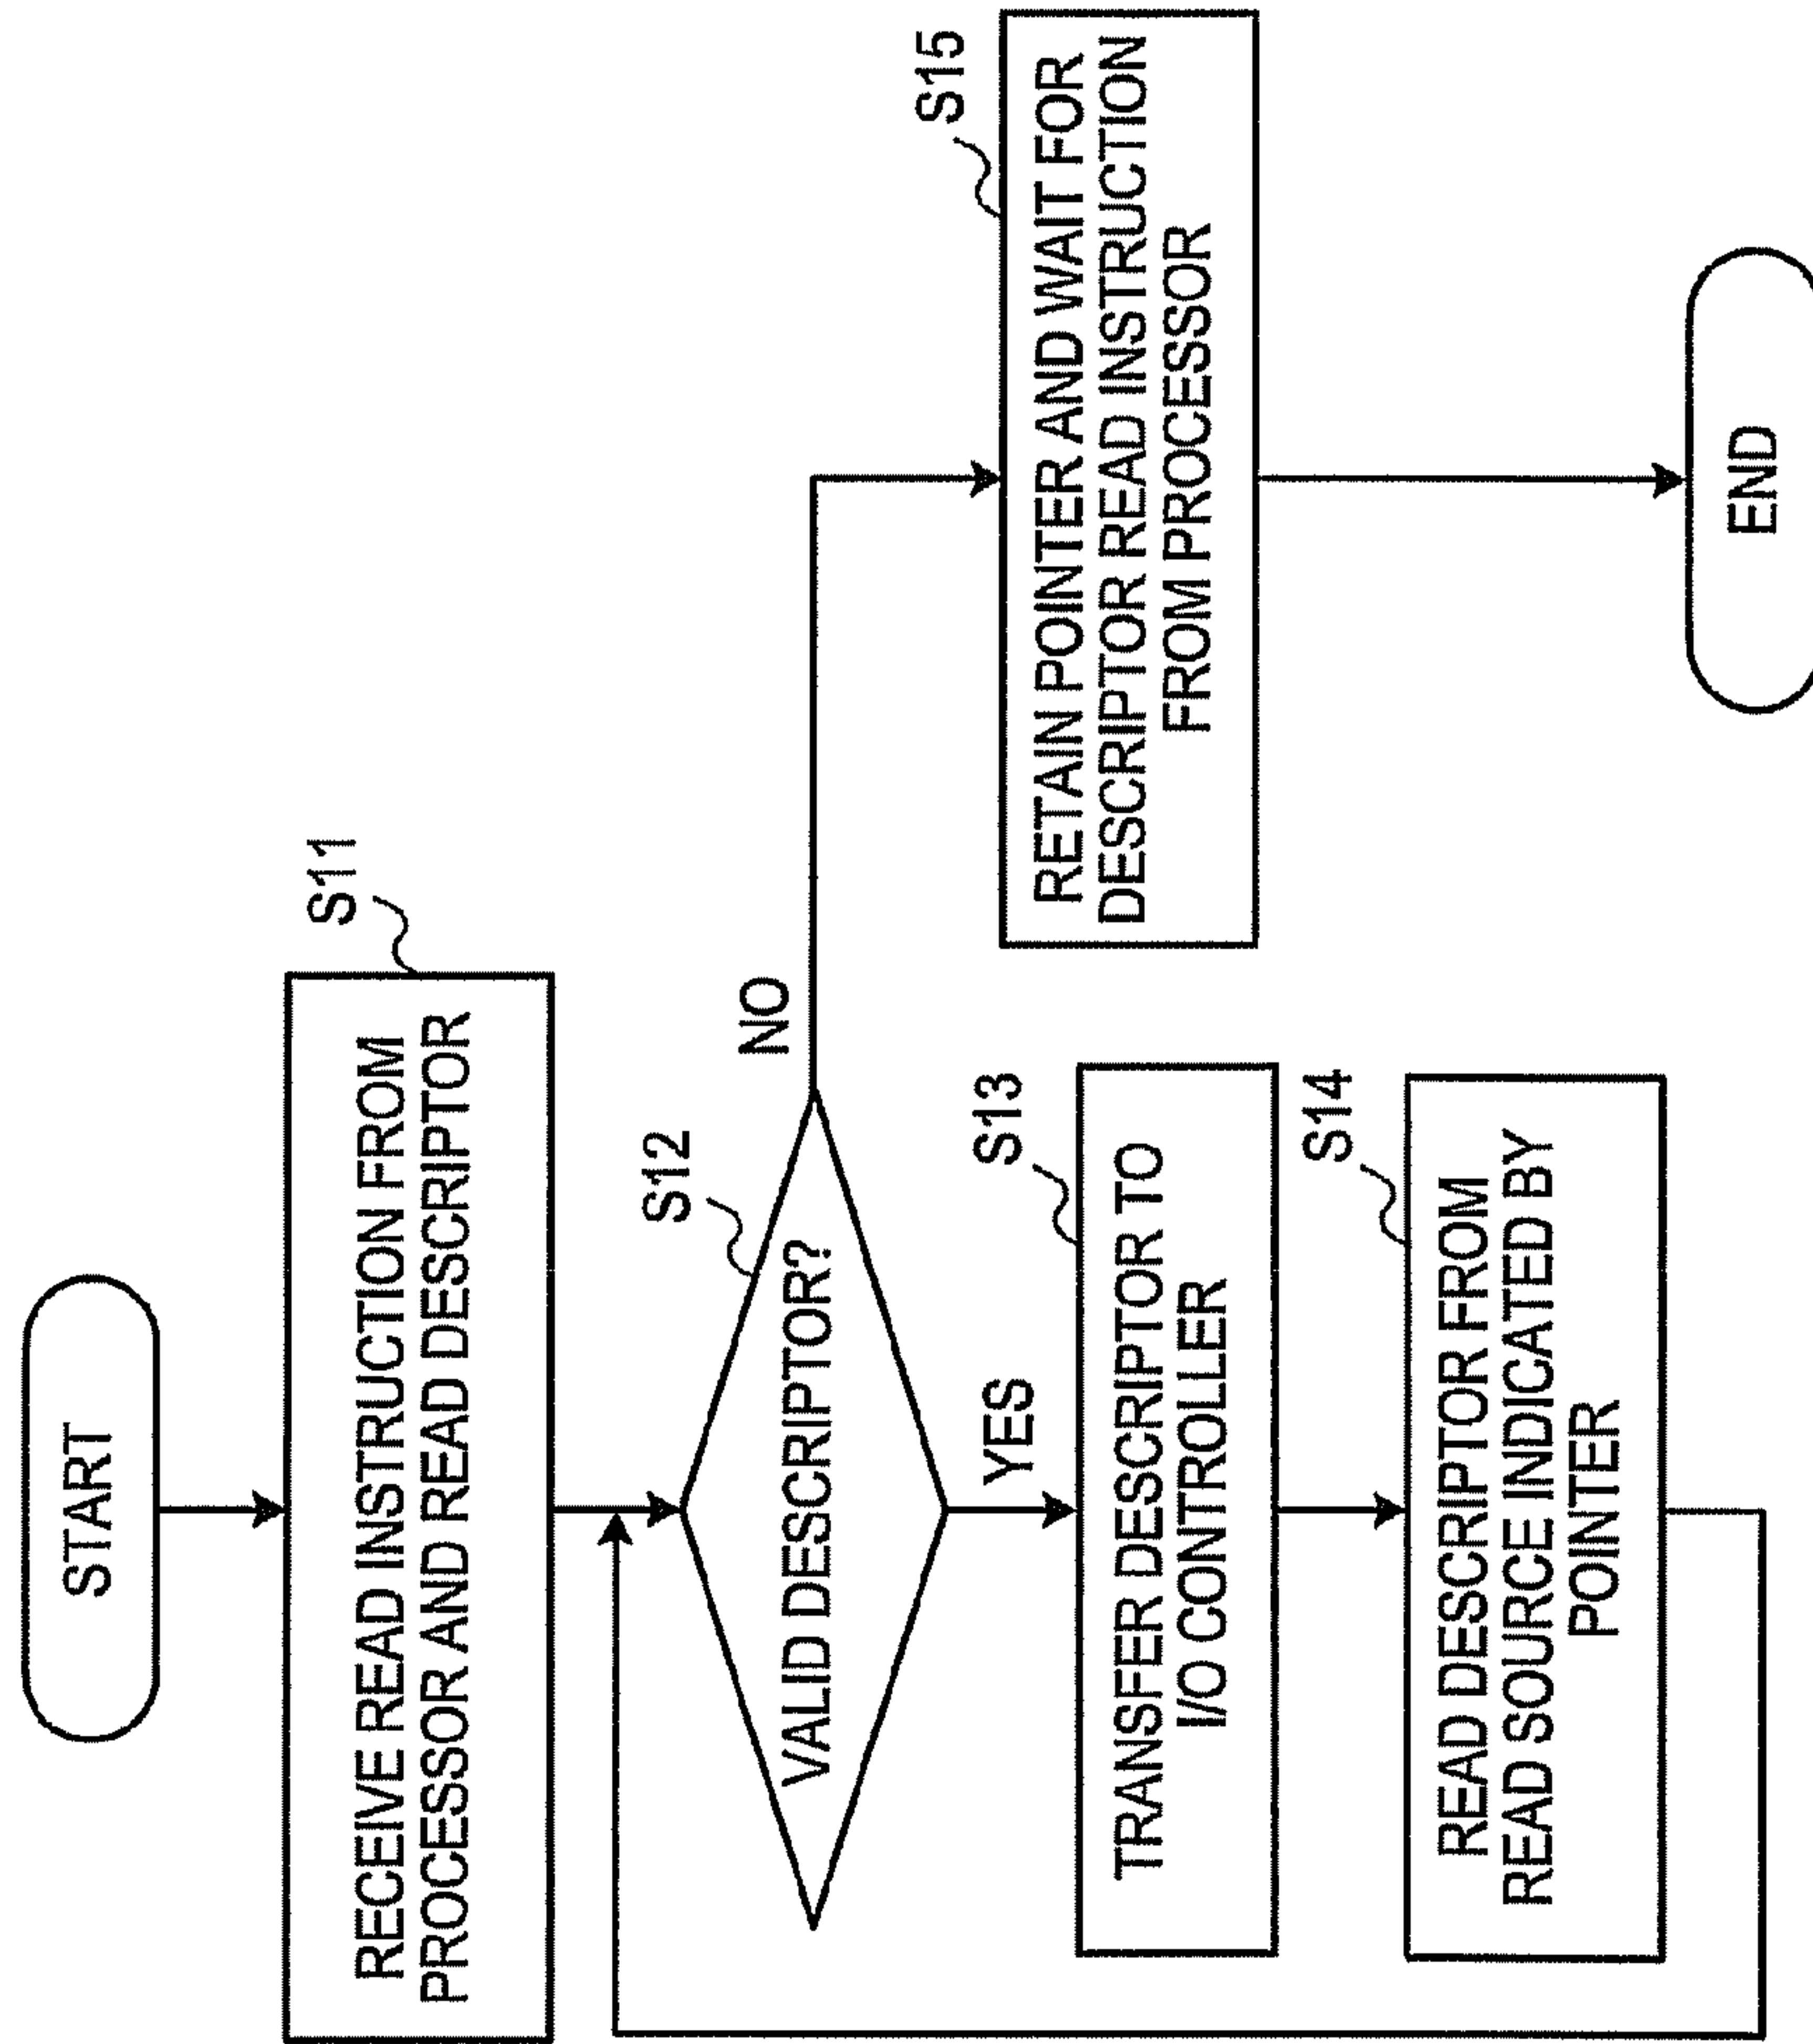 START
S11
RECEIVE READ INSTRUCTION FROM
PROCESSOR AND READ DESCRIPTOR
S12
VALID DESCRIPTOR?
NO
YES
S13
TRANSFER DESCRIPTOR TO
I/O CONTROLLER
S14
READ DESCRIPTOR FROM
READ SOURCE INDICATED BY
POINTER
S15
RETAIN POINTER AND WAIT FOR
DESCRIPTOR READ INSTRUCTION
FROM PROCESSOR
END